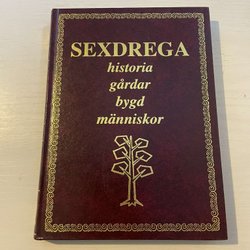 SEXDREGA
historia
gårdar
bygd
människor